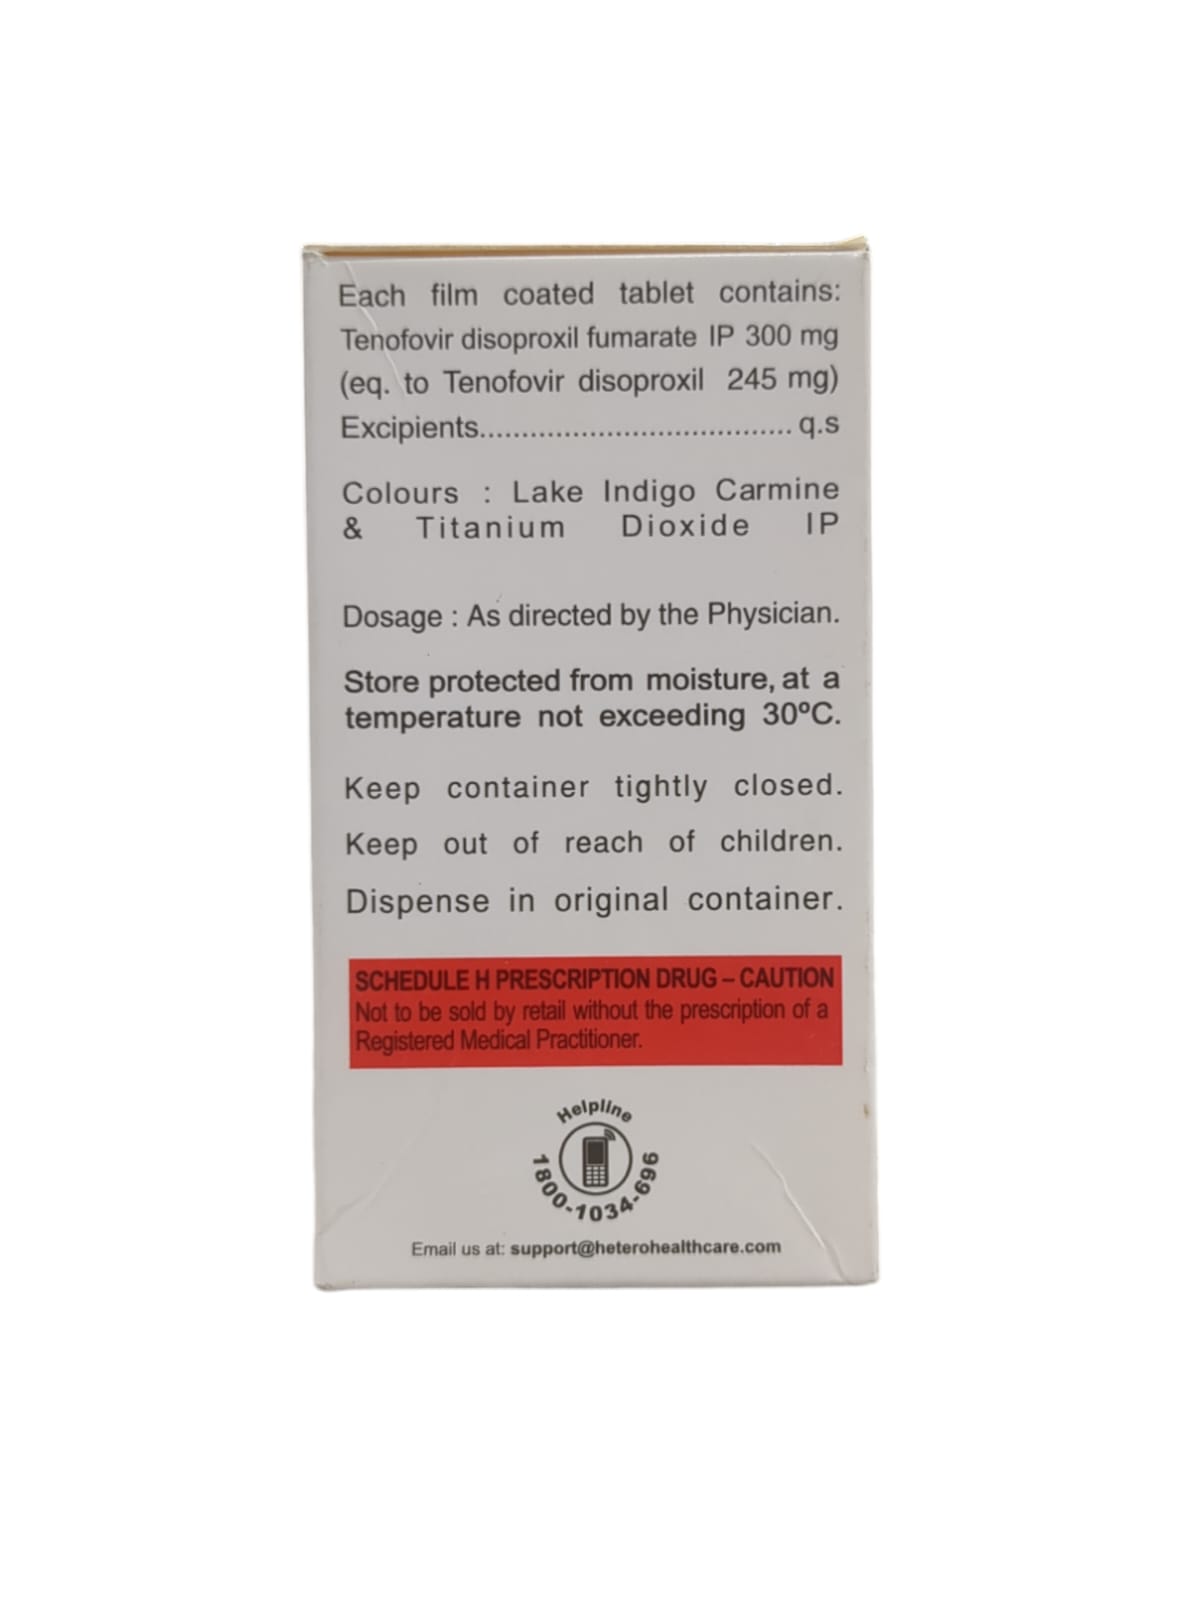 Each film coated tablet contains:
Tenofovir disoproxil fumarate IP 300 mg
(eq. to Tenofovir disoproxil 245 mg)
Excipients..................................... q.s
Colours : Lake Indigo Carmine
& Titanium Dioxide IP
Dosage : As directed by the Physician.
Store protected from moisture, at a
temperature not exceeding 30ºC.
Keep container tightly closed.
Keep out of reach of children.
Dispense in original container.
SCHEDULE H PRESCRIPTION DRUG – CAUTION
Not to be sold by retail without the prescription of a
Registered Medical Practitioner.
Helpline
1800-1034-696
Email us at: support@heterohealthcare.com